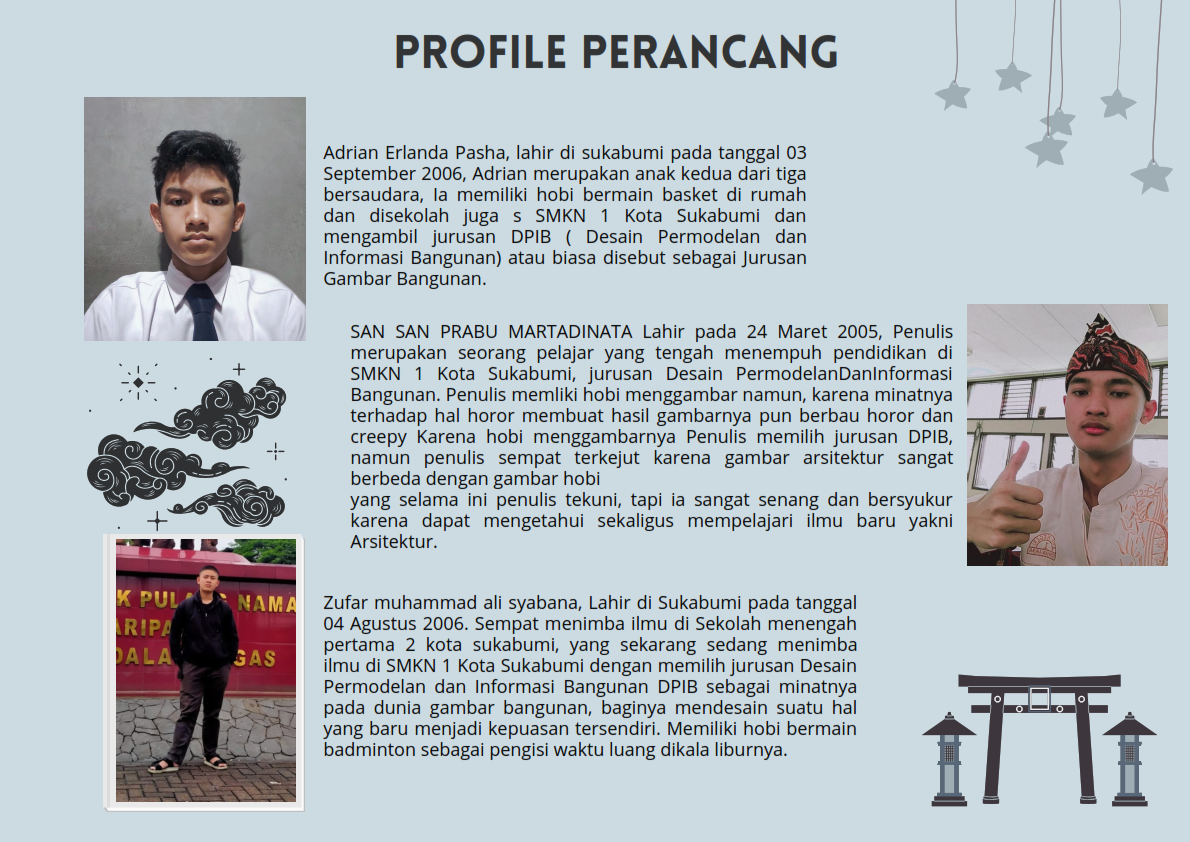 PROFILE PERANCANG
Adrian Erlanda Pasha, lahir di sukabumi pada tanggal 03
September 2006, Adrian merupakan anak kedua dari tiga
bersaudara, Ia memiliki hobi bermain basket di rumah
dan disekolah juga s SMKN 1 Kota Sukabumi dan
mengambil jurusan DPIB ( Desain Permodelan dan
Informasi Bangunan) atau biasa disebut sebagai Jurusan
Gambar Bangunan.
SAN SAN PRABU MARTADINATA Lahir pada 24 Maret 2005, Penulis
merupakan seorang pelajar yang tengah menempuh pendidikan di
SMKN 1 Kota Sukabumi, jurusan Desain PermodelanDanInformasi
Bangunan. Penulis memliki hobi menggambar namun, karena minatnya
terhadap hal horor membuat hasil gambarnya pun berbau horor dan
creepy Karena hobi menggambarnya Penulis memilih jurusan DPIB,
namun penulis sempat terkejut karena gambar arsitektur sangat
berbeda dengan gambar hobi
yang selama ini penulis tekuni, tapi ia sangat senang dan bersyukur
karena dapat mengetahui sekaligus mempelajari ilmu baru yakni
Arsitektur.
K PUL NAMA
ARIPA
DALA GAS
Zufar muhammad ali syabana, Lahir di Sukabumi pada tanggal
04 Agustus 2006. Sempat menimba ilmu di Sekolah menengah
pertama 2 kota sukabumi, yang sekarang sedang menimba
ilmu di SMKN 1 Kota Sukabumi dengan memilih jurusan Desain
Permodelan dan Informasi Bangunan DPIB sebagai minatnya
pada dunia gambar bangunan, baginya mendesain suatu hal
yang baru menjadi kepuasan tersendiri. Memiliki hobi bermain
badminton sebagai pengisi waktu luang dikala liburnya.